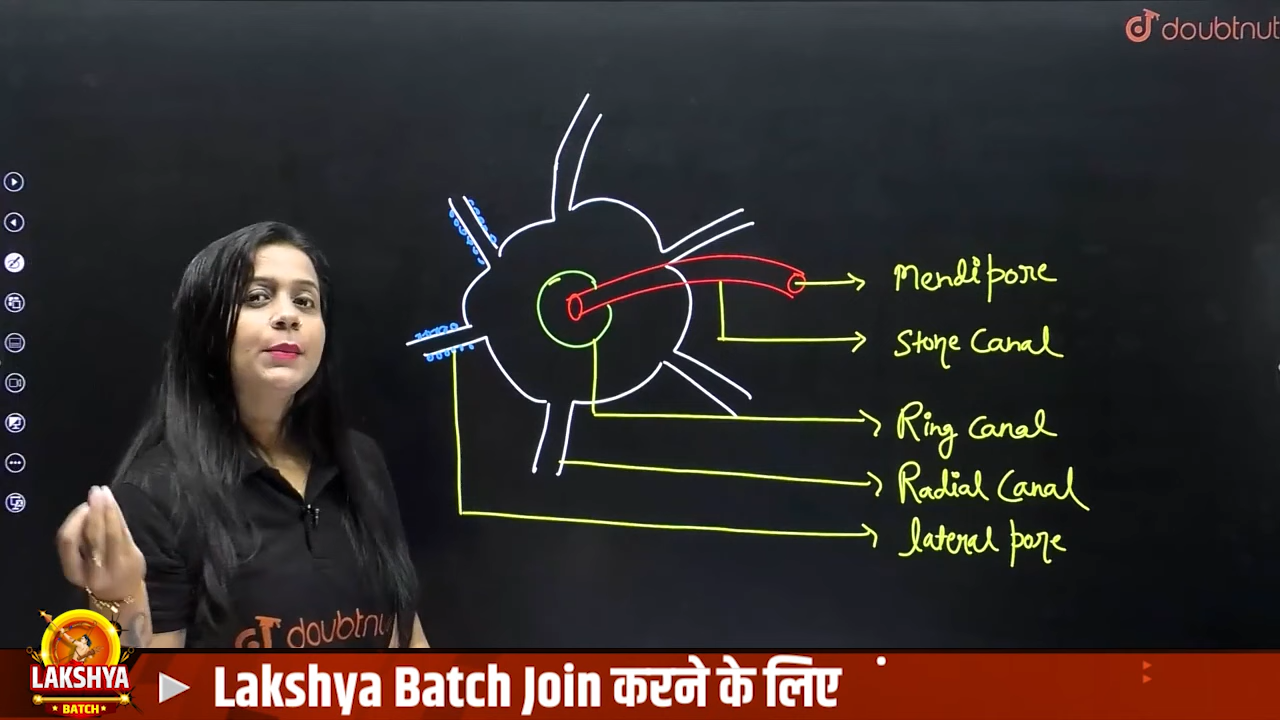 doubtnut
Mendipore
Stone Canal
Ring Canal
Radial Canal
lateral pore
doubtnut
LAKSHYA
BATCH
Lakshya Batch Join करने के लिए